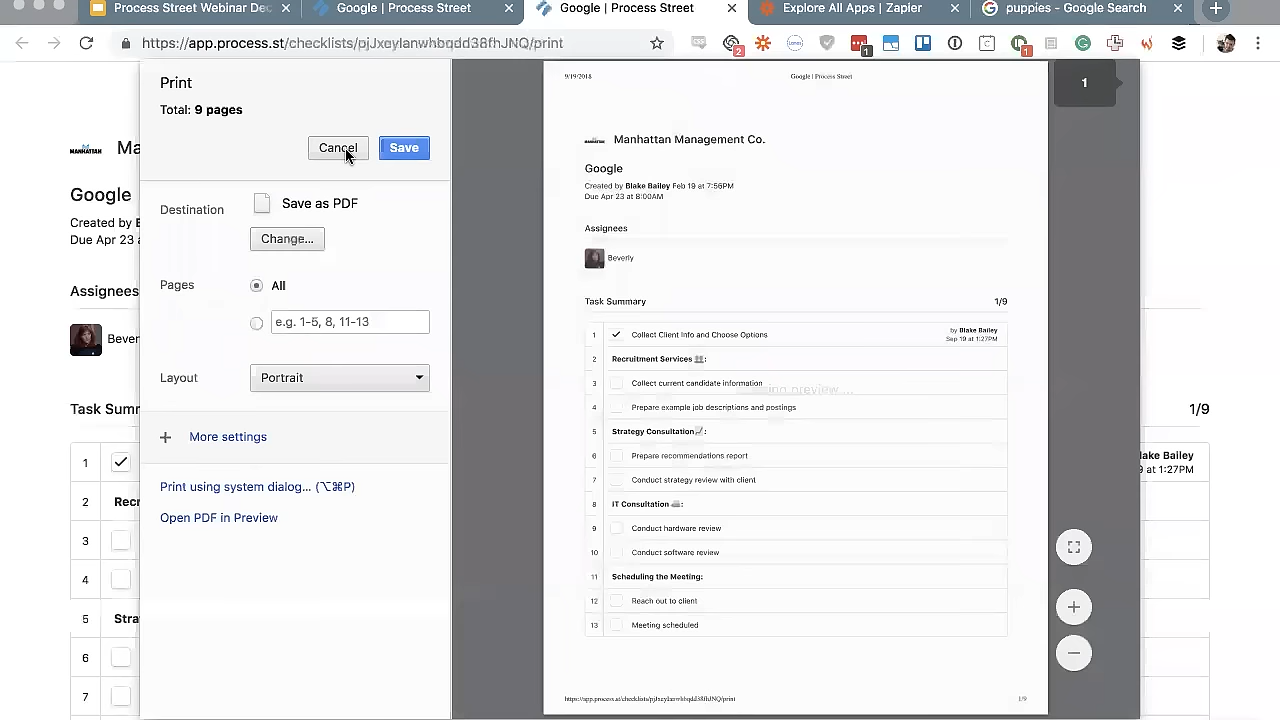 Process Street Webinar Dec
Google | Process Street
Google | Process Street
Explore All Apps | Zapier
puppies - Google Search
2
1
1
Print
Total: 9 pages
Cancel
Save
Destination
Save as PDF
Change...
Pages
All
e.g. 1-5, 8, 11-13
Layout
Portrait
More settings
Print using system dialog... (⌥⌘P)
Open PDF in Preview
MANHATTAN
Ma
Google
Created by B
Due Apr 23 a
Assignees
Bever
Task Summ
1/9
1
lake Bailey
9 at 1:27PM
2
Recr
3
4
5
Stra
6
7
9/19/2018
Google | Process Street
1
MANHATTAN
Manhattan Management Co.
Google
Created by Blake Bailey Feb 19 at 7:56PM
Due Apr 23 at 8:00AM
Assignees
Beverly
Task Summary
1/9
1 Collect Client Info and Choose Options
by Blake Bailey
Sep 19 at 1:27PM
2 Recruitment Services 👥:
3 Collect current candidate information
4 Prepare example job descriptions and postings
5 Strategy Consultation📈:
6 Prepare recommendations report
7 Conduct strategy review with client
8 IT Consultation 💻:
9 Conduct hardware review
10 Conduct software review
11 Scheduling the Meeting:
12 Reach out to client
13 Meeting scheduled
1/9